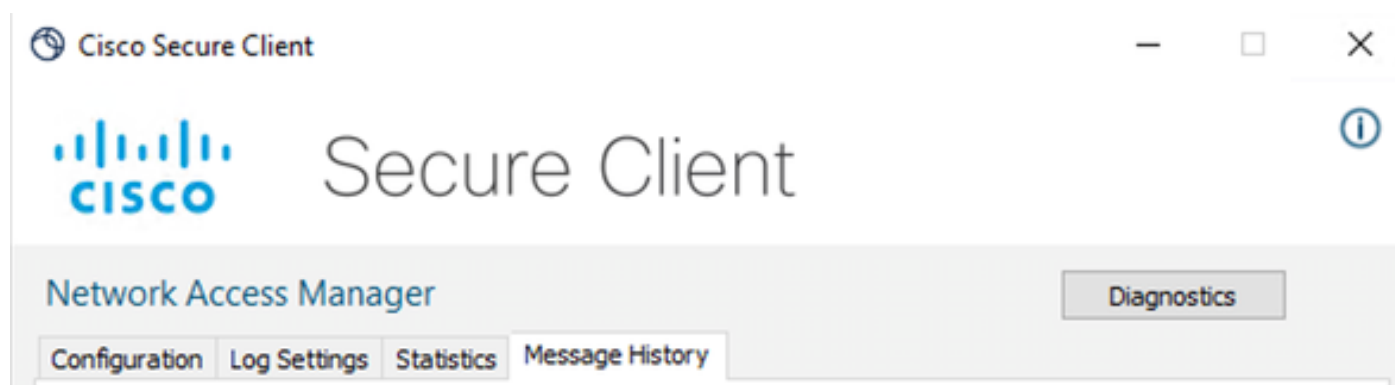 Cisco Secure Client
CISCO
Secure Client
Network Access Manager
Diagnostics
Configuration Log Settings Statistics Message History